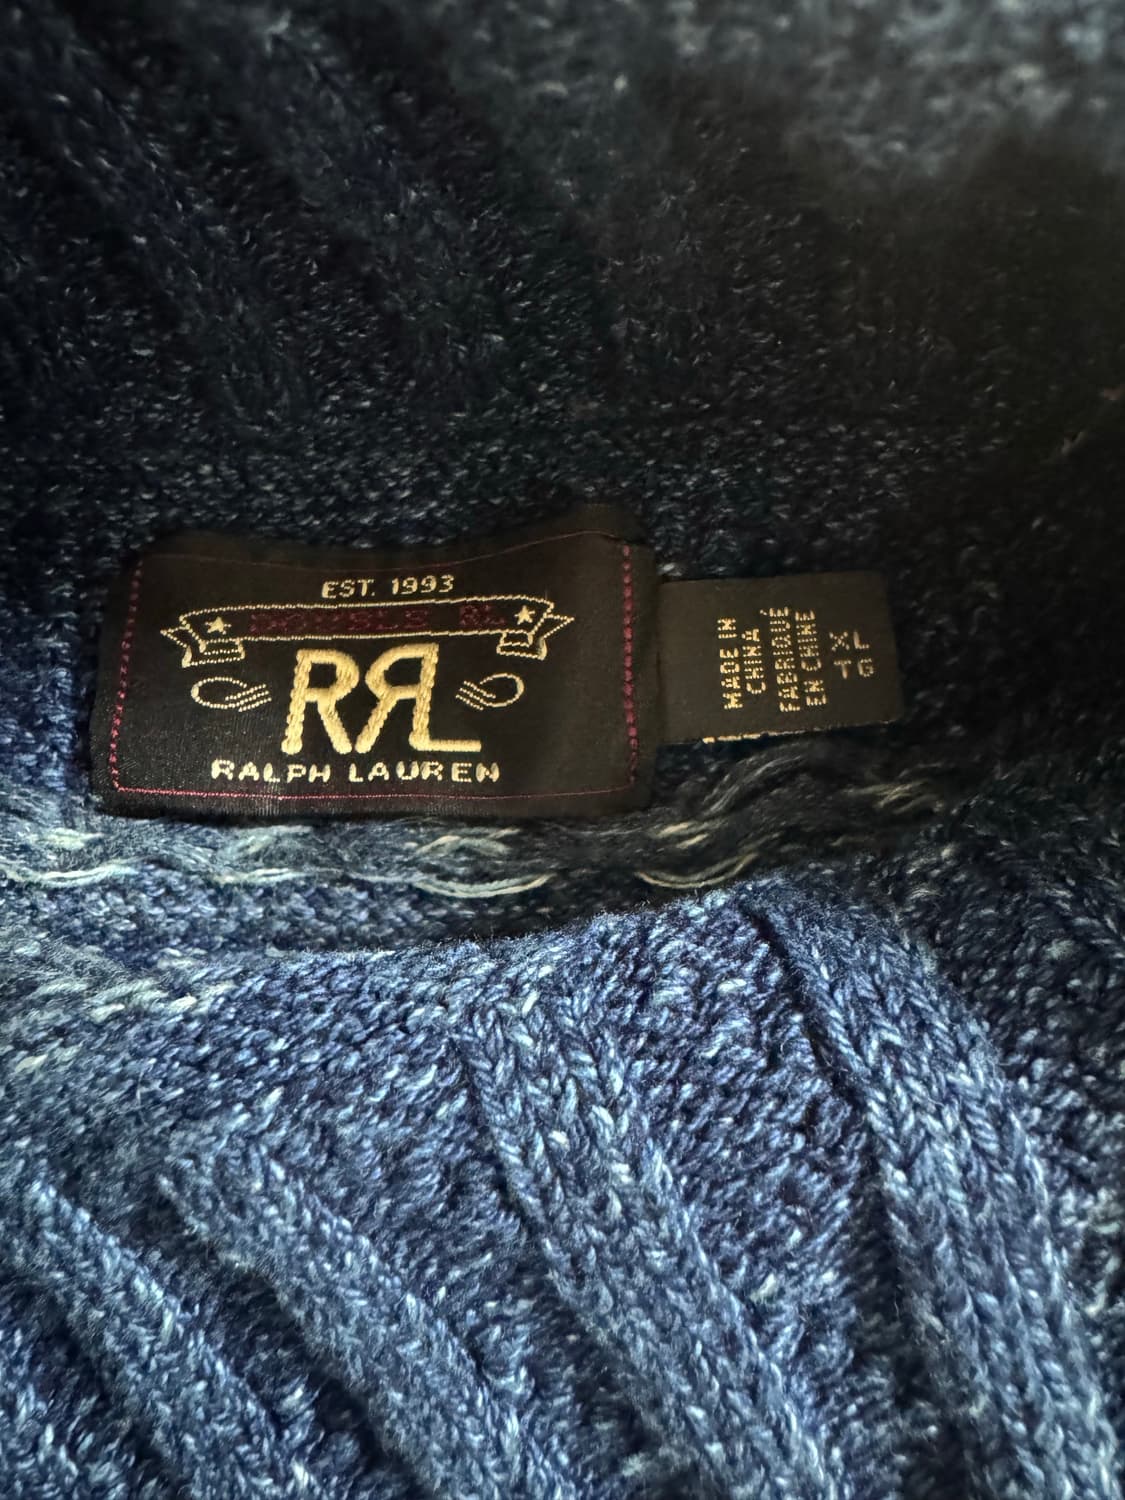 EST. 1993
DOUBLE RL
RRL
RALPH LAUREN
MADE IN
CHINA
FABRIQUÉ
EN CHINE
XL
TG